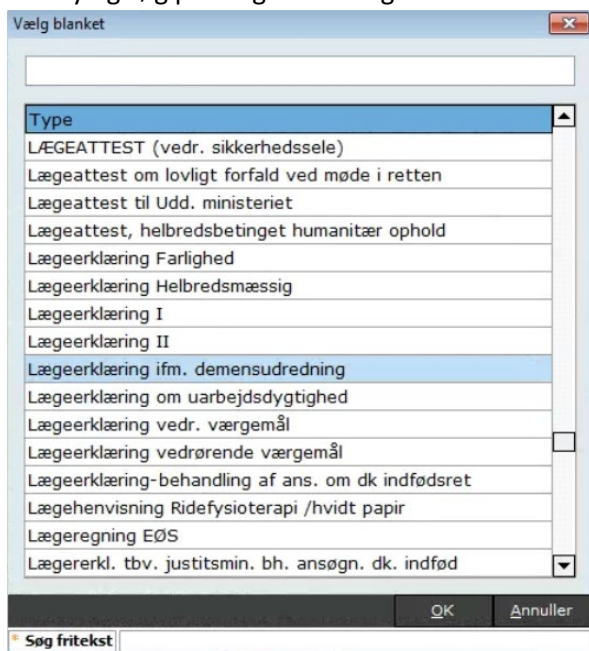 Vælg blanket
Type
LÆGEATTEST (vedr. sikkerhedssele)
Lægeattest om lovligt forfald ved møde i retten
Lægeattest til Udd. ministeriet
Lægeattest, helbredsbetinget humanitær ophold
Lægeerklæring Farlighed
Lægeerklæring Helbredsmæssig
Lægeerklæring I
Lægeerklæring II
Lægeerklæring ifm. demensudredning
Lægeerklæring om uarbejdsdygtighed
Lægeerklæring vedr. værgemål
Lægeerklæring vedrørende værgemål
Lægeerklæring-behandling af ans. om dk indfødsret
Lægehenvisning Ridefysioterapi /hvidt papir
Lægeregning EØS
Lægererkl. tbv. justitsmin. bh. ansøgn. dk. indfød
OK Annuller
* Søg fritekst